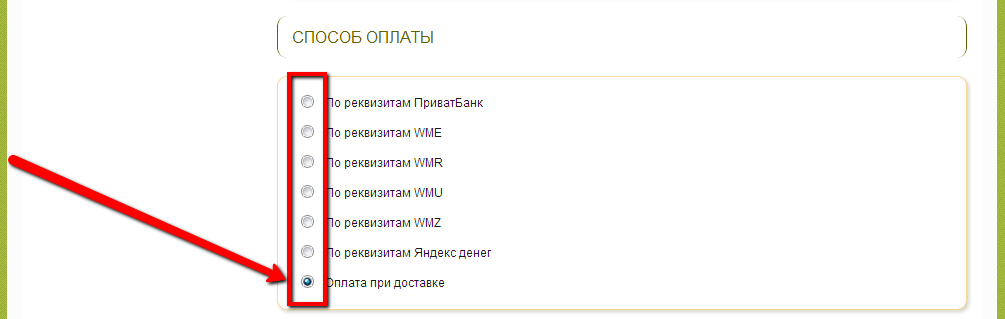 СПОСОБ ОПЛАТЫ
По реквизитам ПриватБанк
По реквизитам WME
По реквизитам WMR
По реквизитам WMU
По реквизитам WMZ
По реквизитам Яндекс денег
Оплата при доставке